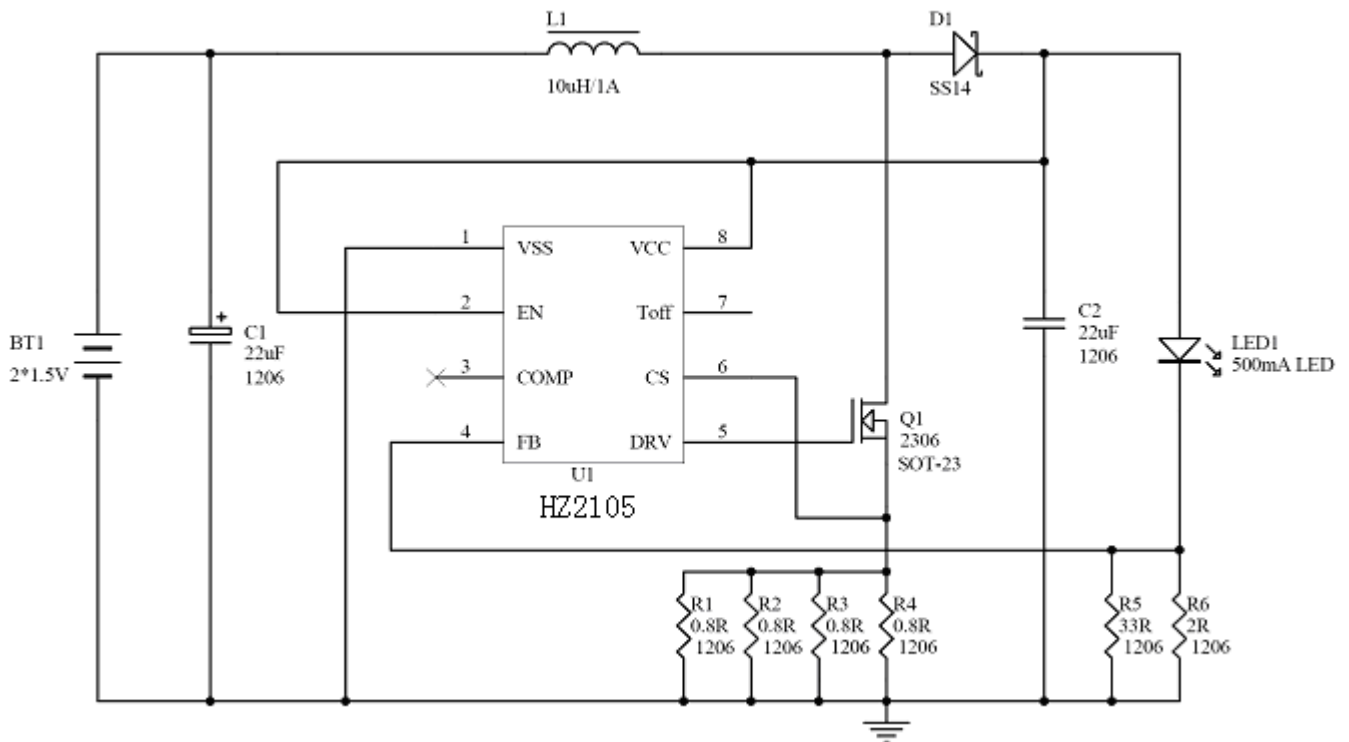 L1
10uH/1A
D1
SS14
1
VSS
VCC
8
2
EN
Toff
7
3
COMP
CS
6
4
FB
DRV
5
U1
HZ2105
BT1
2*1.5V
+
C1
22uF
1206
C2
22uF
1206
LED1
500mA LED
Q1
2306
SOT-23
R1
0.8R
1206
R2
0.8R
1206
R3
0.8R
1206
R4
0.8R
1206
R5
33R
1206
R6
2R
1206